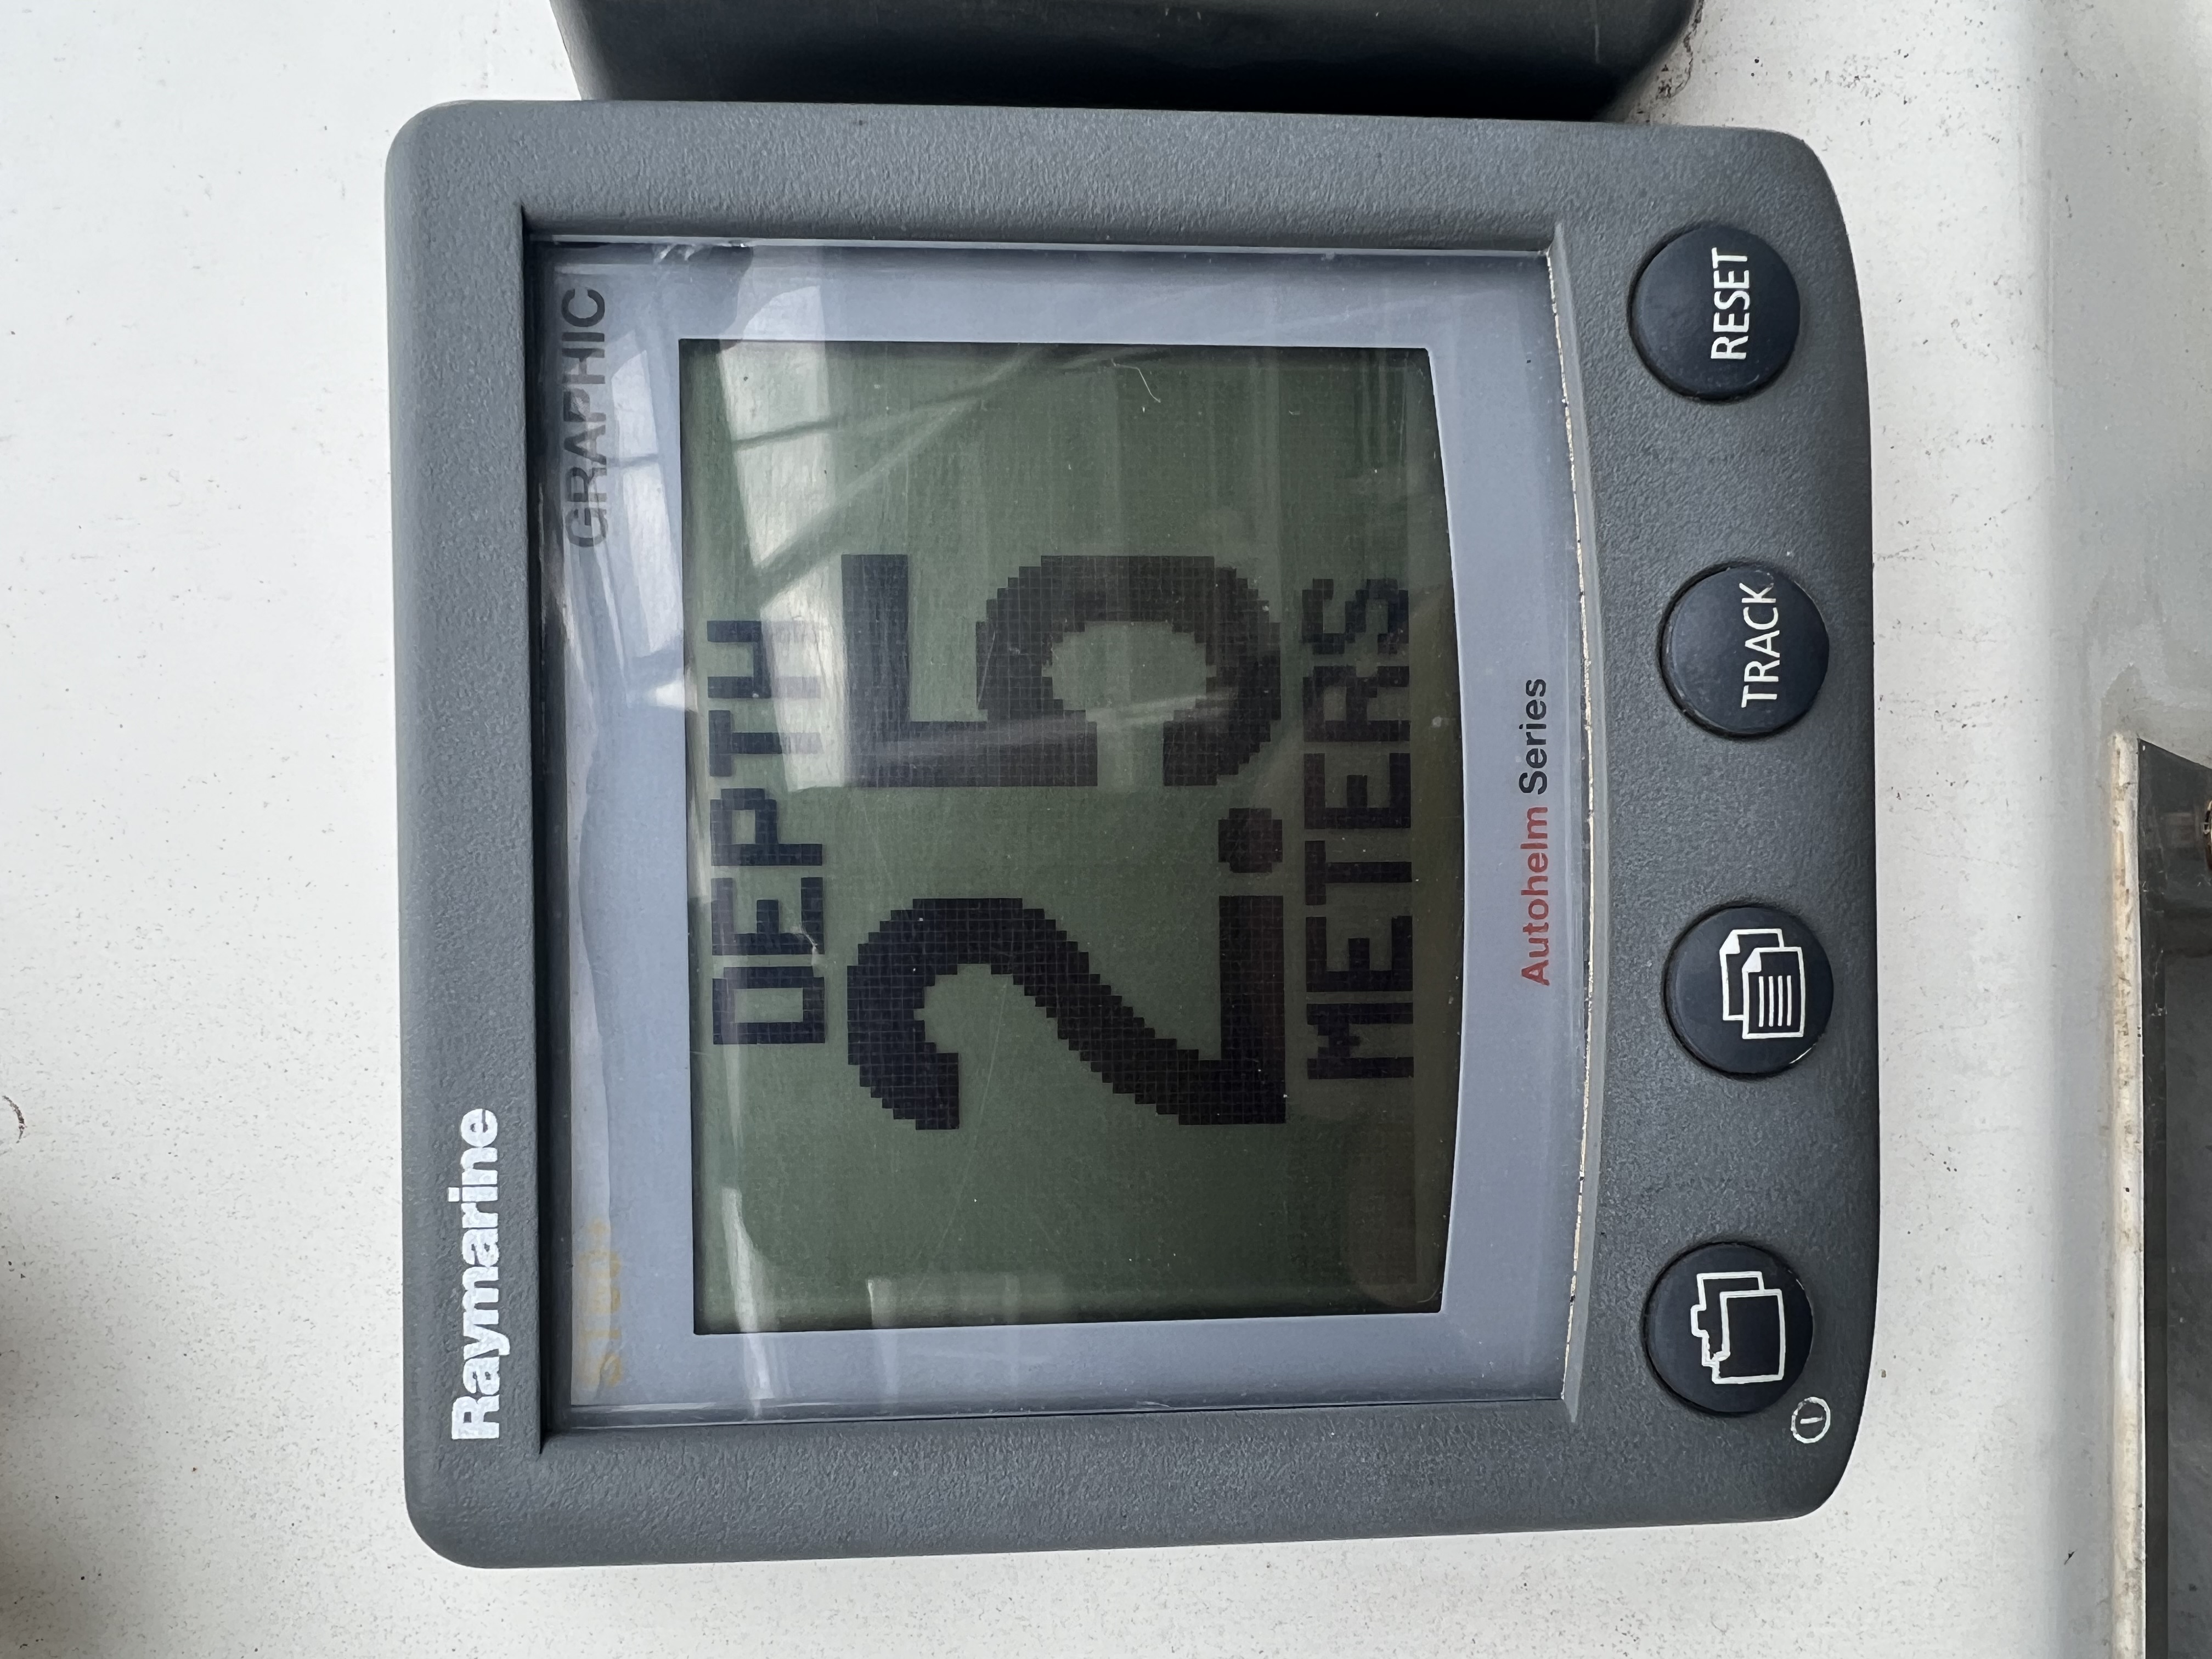 Raymarine
GRAPHIC
DEPTH
2.5
METERS
Autohelm Series
TRACK RESET